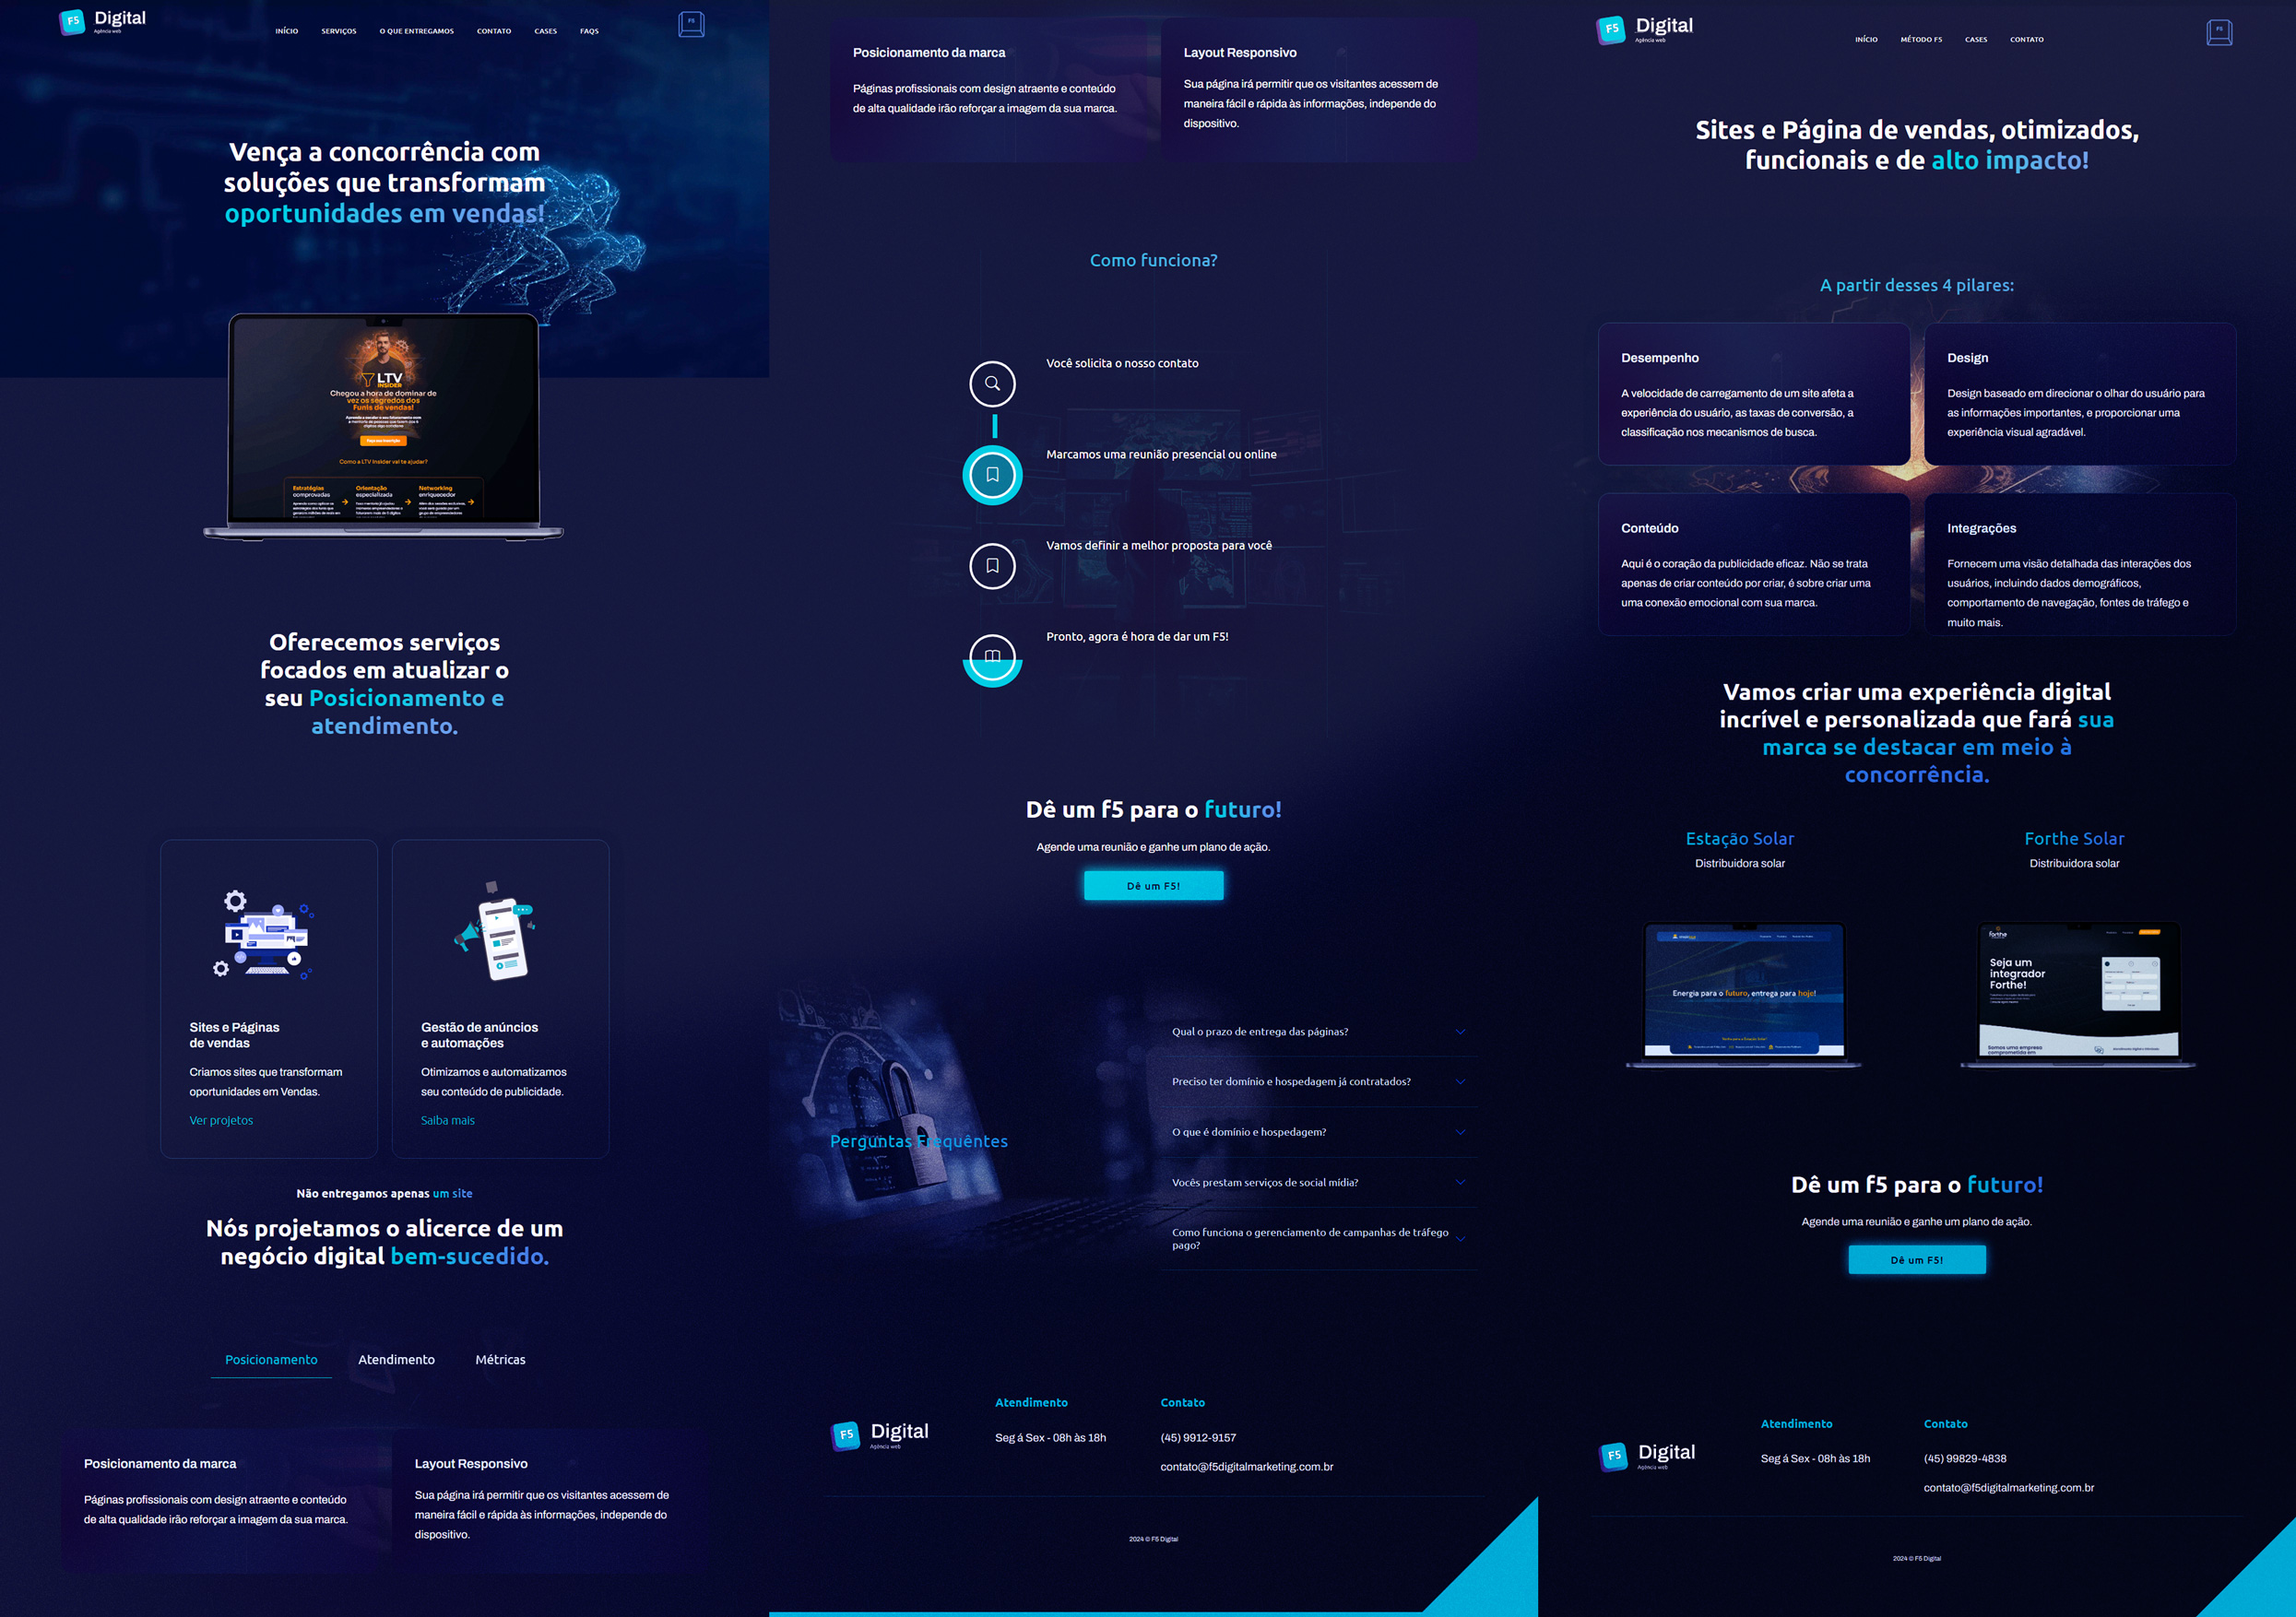 F5
Digital
Agência web
INÍCIO
SERVIÇOS
O QUE ENTREGAMOS
CONTATO
CASES
FAQS
F5
Vença a concorrência com
soluções que transformam
oportunidades em vendas!
LTV
INSIDER
Chegou a hora de dominar de
vez os segredos dos
Funis de vendas!
Como a LTV Insider vai te ajudar?
Estratégias
comprovadas
Orientação
especializada
Networking
enriquecedor
Oferecemos serviços
focados em atualizar o
seu Posicionamento e
atendimento.
Sites e Páginas
de vendas
Criamos sites que transformam
oportunidades em Vendas.
Ver projetos
Gestão de anúncios
e automações
Otimizamos e automatizamos
seu conteúdo de publicidade.
Saiba mais
Não entregamos apenas um site
Nós projetamos o alicerce de um
negócio digital bem-sucedido.
Posicionamento
Atendimento
Métricas
Posicionamento da marca
Páginas profissionais com design atraente e conteúdo
de alta qualidade irão reforçar a imagem da sua marca.
Layout Responsivo
Sua página irá permitir que os visitantes acessem de
maneira fácil e rápida às informações, independe do
dispositivo.
Posicionamento da marca
Páginas profissionais com design atraente e conteúdo
de alta qualidade irão reforçar a imagem da sua marca.
Layout Responsivo
Sua página irá permitir que os visitantes acessem de
maneira fácil e rápida às informações, independe do
dispositivo.
Como funciona?
Você solicita o nosso contato
Marcamos uma reunião presencial ou online
Vamos definir a melhor proposta para você
Pronto, agora é hora de dar um F5!
Dê um f5 para o futuro!
Agende uma reunião e ganhe um plano de ação.
Dê um F5!
Perguntas Frequêntes
Qual o prazo de entrega das páginas?
Preciso ter domínio e hospedagem já contratados?
O que é domínio e hospedagem?
Vocês prestam serviços de social mídia?
Como funciona o gerenciamento de campanhas de tráfego
pago?
F5
Digital
Agência web
Atendimento
Seg á Sex - 08h às 18h
Contato
(45) 9912-9157
contato@f5digitalmarketing.com.br
2024 © F5 Digital
F5
Digital
Agência web
INÍCIO
MÉTODO F5
CASES
CONTATO
F5
Sites e Página de vendas, otimizados,
funcionais e de alto impacto!
A partir desses 4 pilares:
Desempenho
A velocidade de carregamento de um site afeta a
experiência do usuário, as taxas de conversão, a
classificação nos mecanismos de busca.
Design
Design baseado em direcionar o olhar do usuário para
as informações importantes, e proporcionar uma
experiência visual agradável.
Conteúdo
Aqui é o coração da publicidade eficaz. Não se trata
apenas de criar conteúdo por criar, é sobre criar uma
uma conexão emocional com sua marca.
Integrações
Fornecem uma visão detalhada das interações dos
usuários, incluindo dados demográficos,
comportamento de navegação, fontes de tráfego e
muito mais.
Vamos criar uma experiência digital
incrível e personalizada que fará sua
marca se destacar em meio à
concorrência.
Estação Solar
Distribuidora solar
Energia para o futuro, entrega para hoje!
Forthe Solar
Distribuidora solar
forthe
Seja um
integrador
Forthe!
Somos uma empresa
comprometida em
Dê um f5 para o futuro!
Agende uma reunião e ganhe um plano de ação.
Dê um F5!
F5
Digital
Agência web
Atendimento
Seg á Sex - 08h às 18h
Contato
(45) 99829-4838
contato@f5digitalmarketing.com.br
2024 © F5 Digital